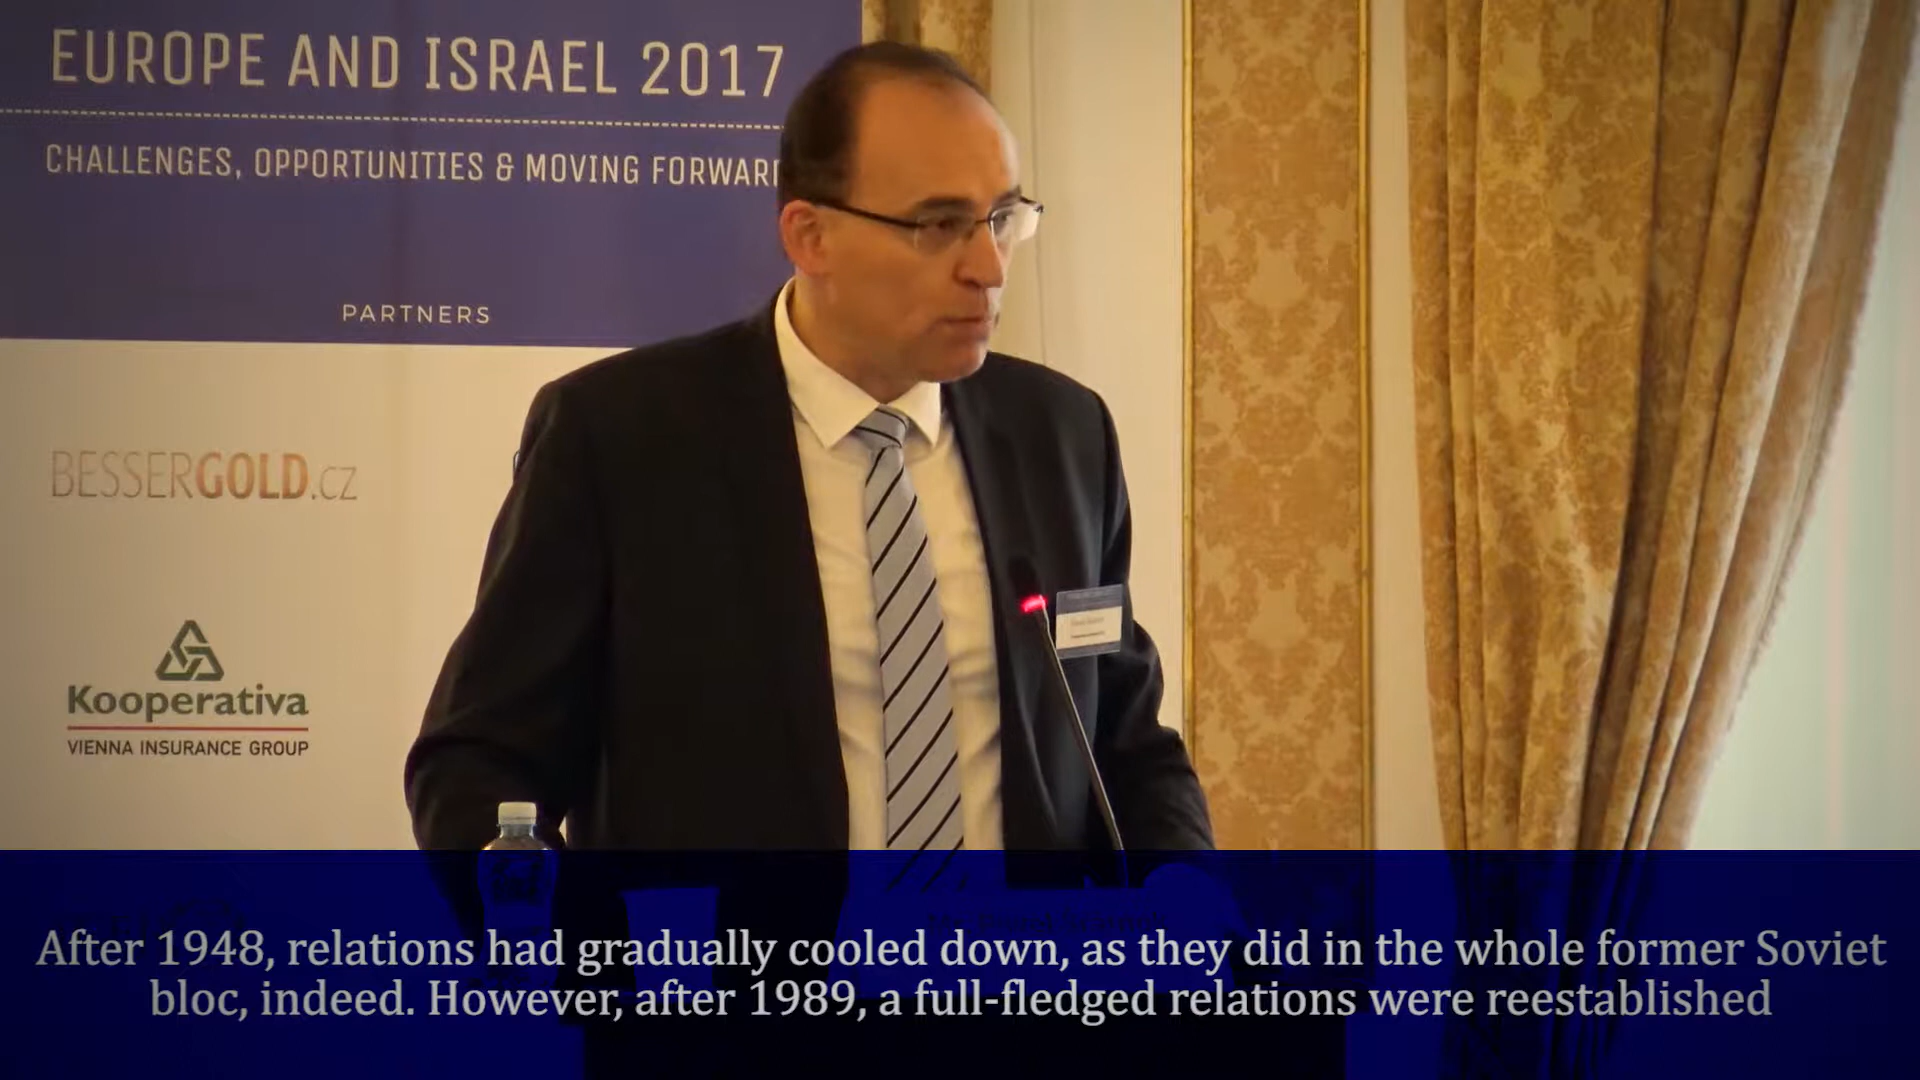 EUROPE AND ISRAEL 2017
CHALLENGES, OPPORTUNITIES & MOVING FORWARD
PARTNERS
BESSERGOLD.CZ
Kooperativa
VIENNA INSURANCE GROUP
After 1948, relations had gradually cooled down, as they did in the whole former Soviet
bloc, indeed. However, after 1989, a full-fledged relations were reestablished